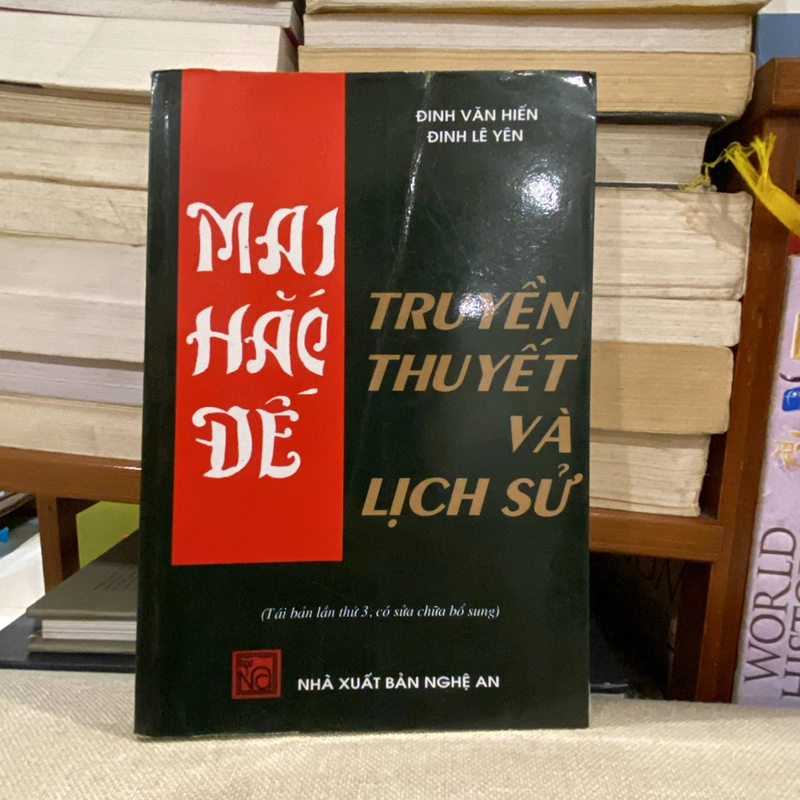 ĐINH VĂN HIẾN
ĐINH LÊ YÊN
MAI
HẮC
ĐẾ
TRUYỀN
THUYẾT
VÀ
LỊCH SỬ
(Tái bản lần thứ 3, có sửa chữa bổ sung)
NHÀ XUẤT BẢN NGHỆ AN
WORLD